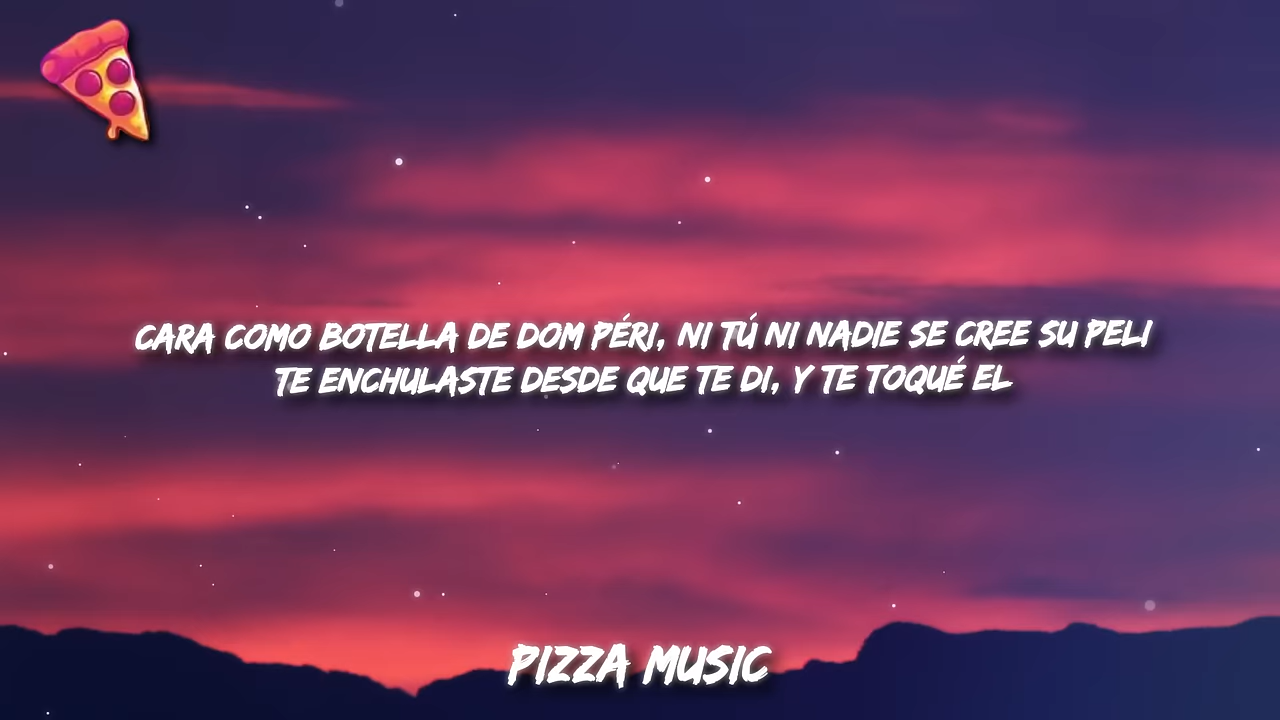 CARA COMO BOTELLA DE DOM PÉRI, NI TÚ NI NADIE SE CREE SU PELI
TE ENCHULASTE DESDE QUE TE DI, Y TE TOQUÉ EL
PIZZA MUSIC